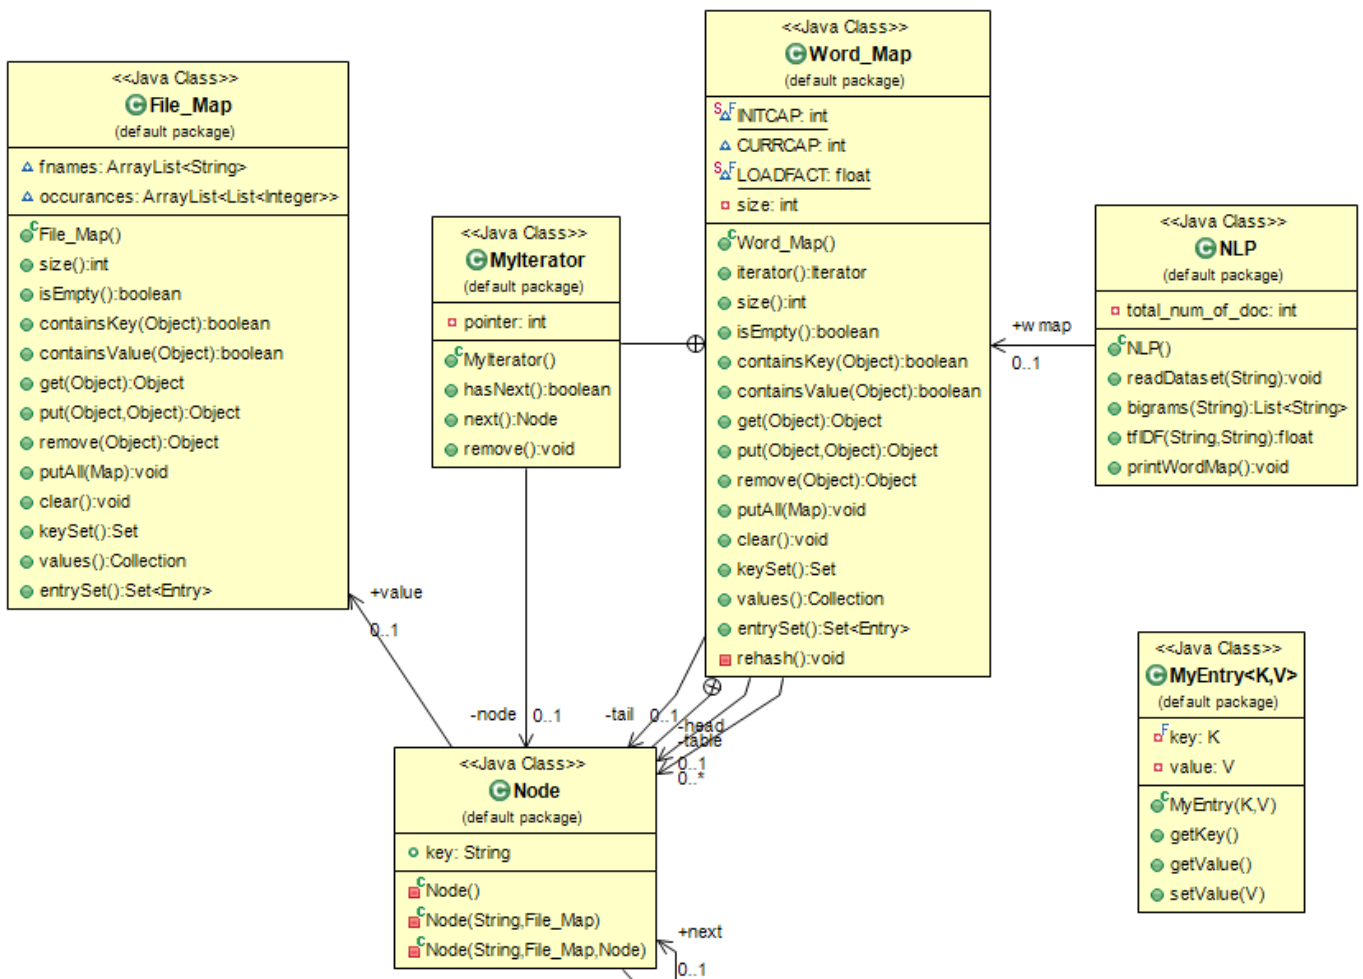 <<Java Class>>
File_Map
(default package)
fnames: ArrayList<String>
occurances: ArrayList<List<Integer>>
File_Map()
size():int
isEmpty():boolean
containsKey(Object):boolean
containsValue(Object):boolean
get(Object):Object
put(Object,Object):Object
remove(Object):Object
putAll(Map):void
clear():void
keySet():Set
values():Collection
entrySet():Set<Entry>
+value
0..1
<<Java Class>>
MyIterator
(default package)
pointer: int
MyIterator()
hasNext():boolean
next():Node
remove():void
-node
0..1
<<Java Class>>
Word_Map
(default package)
INITCAP: int
CURRCAP: int
LOADFACT: float
size: int
Word_Map()
iterator():Iterator
size():int
isEmpty():boolean
containsKey(Object):boolean
containsValue(Object):boolean
get(Object):Object
put(Object,Object):Object
remove(Object):Object
putAll(Map):void
clear():void
keySet():Set
values():Collection
entrySet():Set<Entry>
rehash():void
-tail
0..1
-head
-table
0..1
0..*
<<Java Class>>
NLP
(default package)
total_num_of_doc: int
NLP()
readDataset(String):void
bigrams(String):List<String>
tfIDF(String,String):float
printWordMap():void
+w map
0..1
<<Java Class>>
MyEntry<K,V>
(default package)
key: K
value: V
MyEntry(K,V)
getKey()
getValue()
setValue(V)
<<Java Class>>
Node
(default package)
key: String
Node()
Node(String,File_Map)
Node(String,File_Map,Node)
+next
0..1